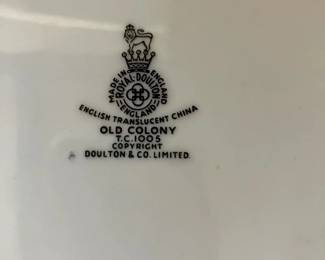 MADE IN ENGLAND
ROYAL DOULTON
ENGLAND
ENGLISH TRANSLUCENT CHINA
OLD COLONY
T.C.1005
COPYRIGHT
DOULTON & CO. LIMITED